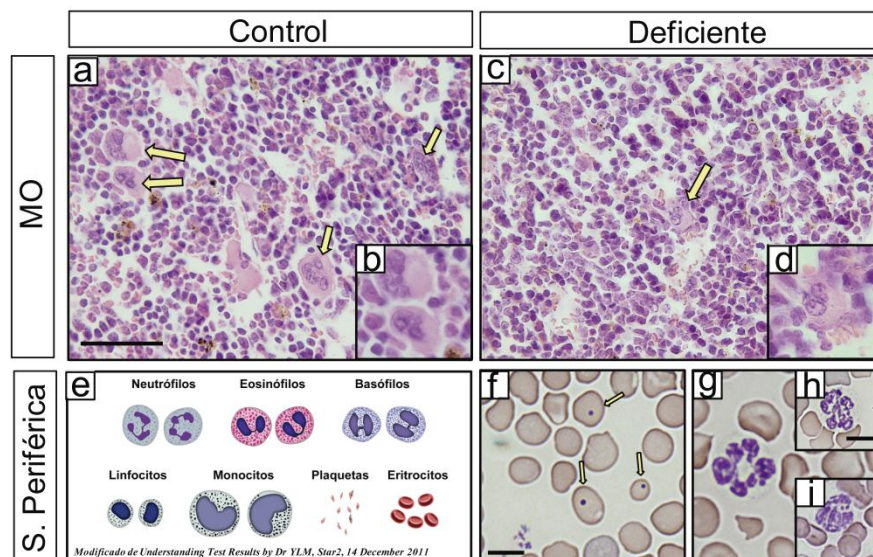 Control
Deficiente
MO
a
b
c
d
S. Periférica
e
Neutrófilos Eosinófilos Basófilos
Linfocitos Monocitos Plaquetas Eritrocitos
Modificado de Understanding Test Results by Dr YLM, Star2, 14 December 2011
f
g
h
i